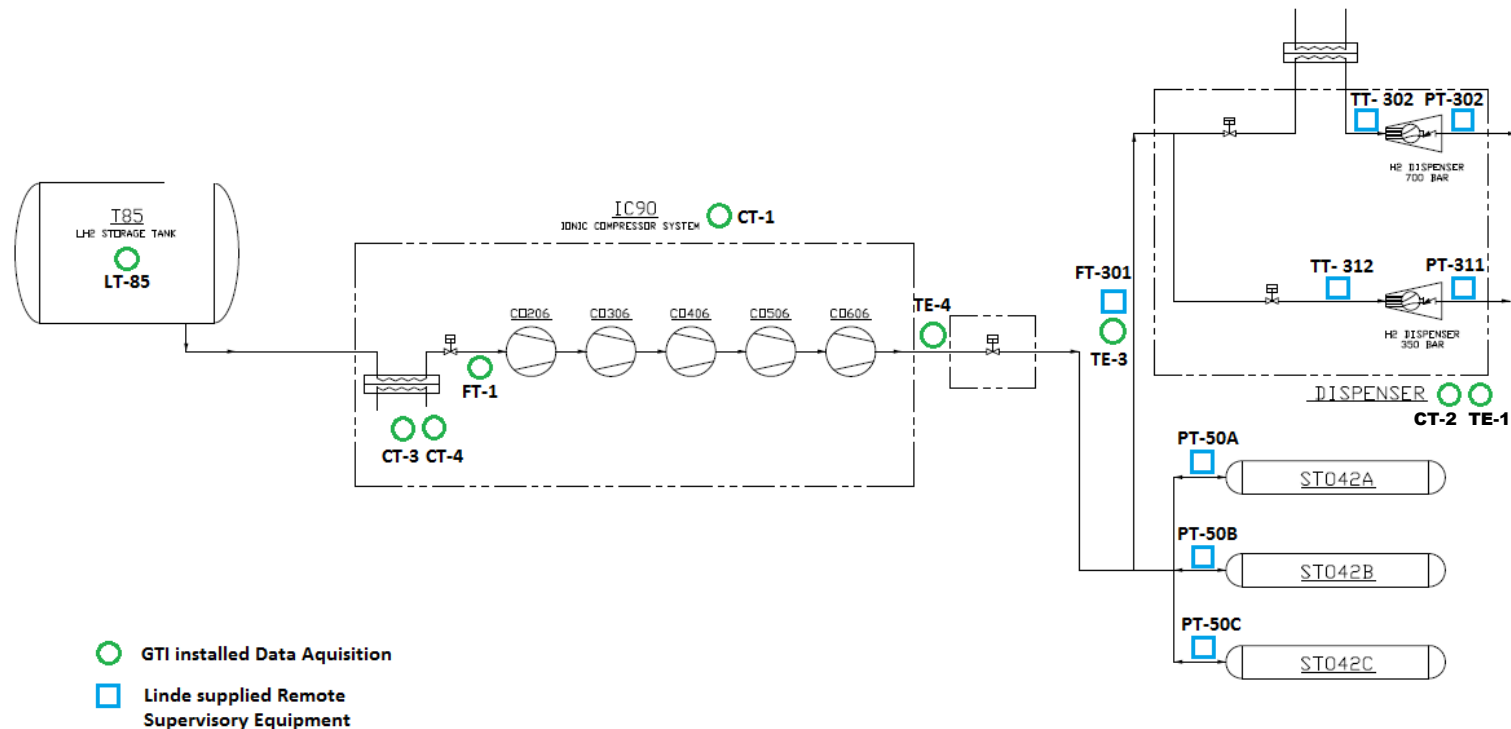 T85
LH2 STORAGE TANK
LT-85
IC90
IONIC COMPRESSOR SYSTEM
CT-1
CO206
CO306
CO406
CO506
CO606
FT-1
CT-3 CT-4
TE-4
FT-301
TE-3
TT- 302 PT-302
H2 DISPENSER
700 BAR
TT- 312 PT-311
H2 DISPENSER
350 BAR
DISPENSER
CT-2 TE-1
PT-50A
STO42A
PT-50B
STO42B
PT-50C
STO42C
GTI installed Data Aquisition
Linde supplied Remote
Supervisory Equipment